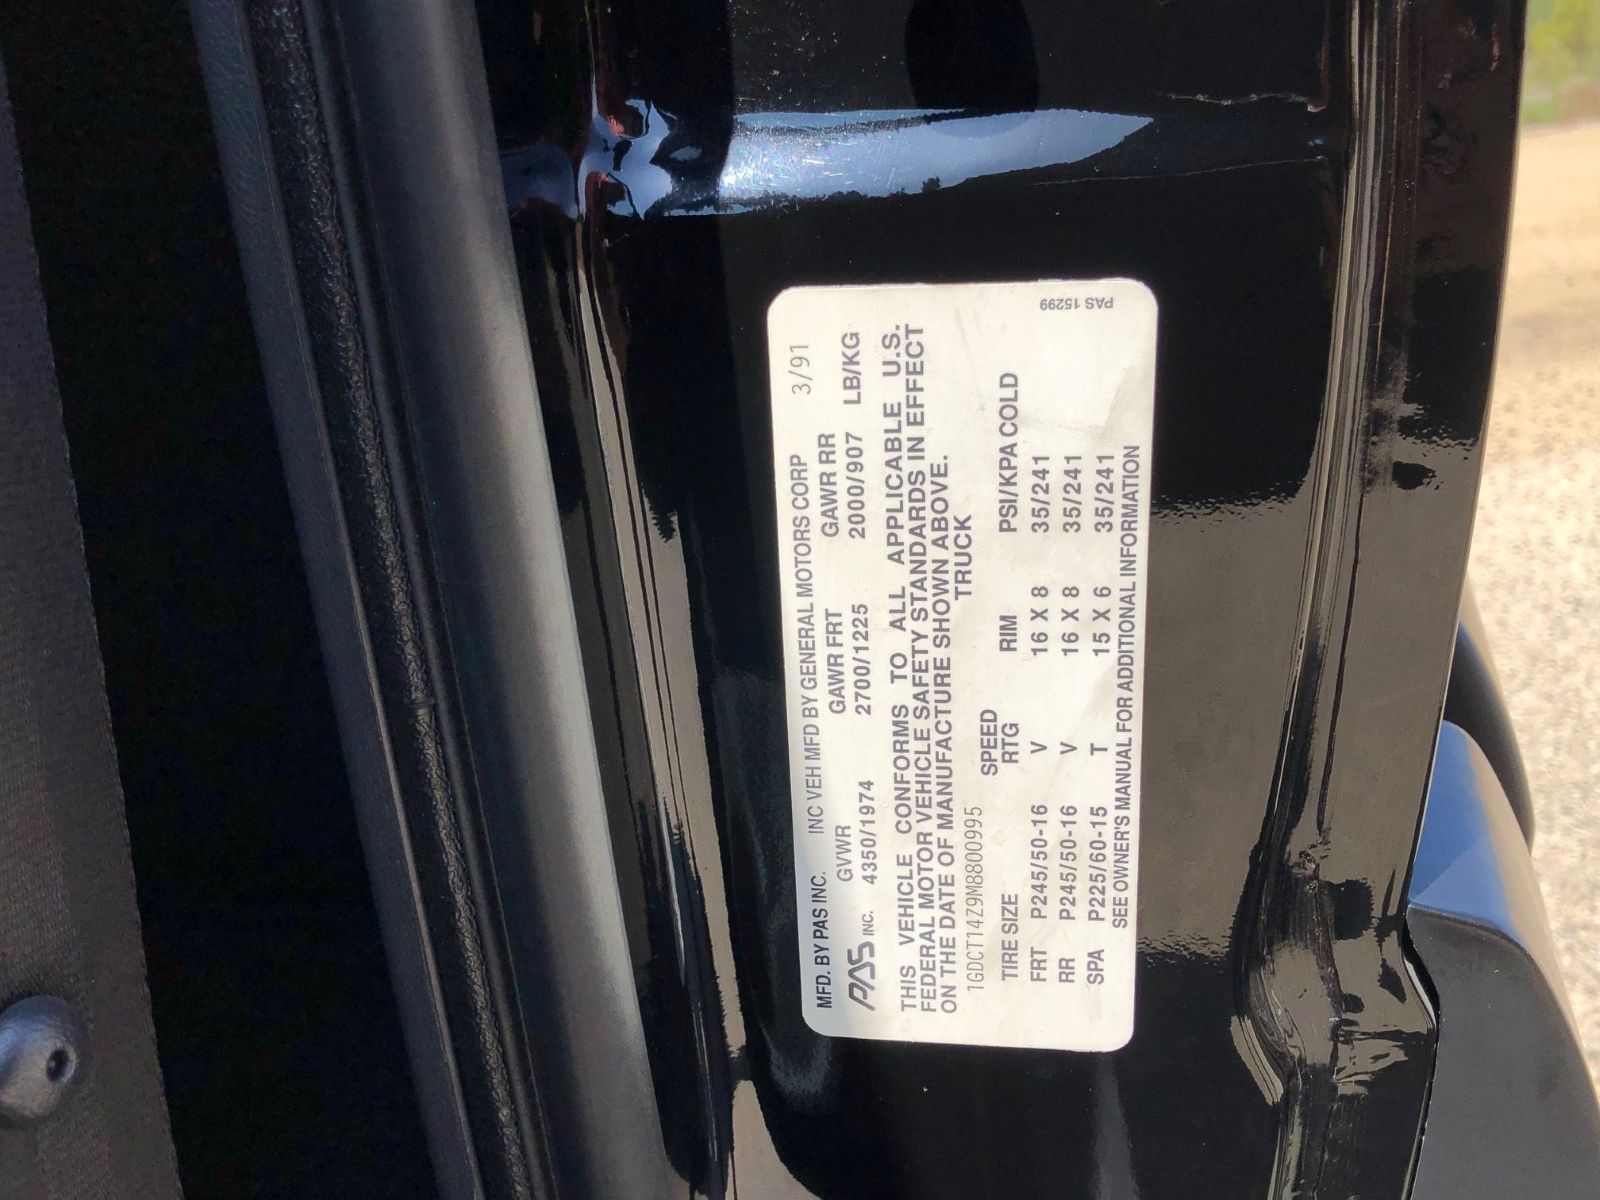 MFD. BY PAS INC. INC VEH MFD BY GENERAL MOTORS CORP 3/91
PAS INC. GVWR GAWR FRT GAWR RR
4350/1974 2700/1225 2000/907 LB/KG
THIS VEHICLE CONFORMS TO ALL APPLICABLE U.S.
FEDERAL MOTOR VEHICLE SAFETY STANDARDS IN EFFECT
ON THE DATE OF MANUFACTURE SHOWN ABOVE.
1GDCT14Z9M8800995 TRUCK
TIRE SIZE SPEED RTG RIM PSI/KPA COLD
FRT P245/50-16 V 16 X 8 35/241
RR P245/50-16 V 16 X 8 35/241
SPA P225/60-15 T 15 X 6 35/241
SEE OWNER'S MANUAL FOR ADDITIONAL INFORMATION
PAS 15299